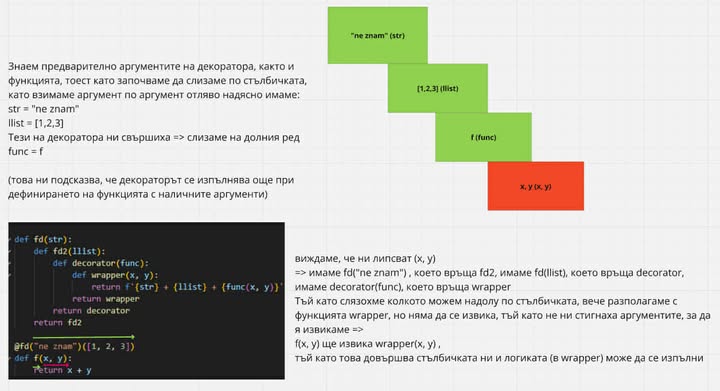 "ne znam" (str)
[1,2,3] (llist)
f (func)
x, y (x, y)
Знаем предварително аргументите на декоратора, както и
функцията, тоест като започваме да слизаме по стълбичката,
като взимаме аргумент по аргумент отляво надясно имаме:
str = "ne znam"
llist = [1,2,3]
Тези на декоратора ни свършиха => слизаме на долния ред
func = f
(това ни подсказва, че декораторът се изпълнява още при
дефинирането на функцията с наличните аргументи)
def fd(str):
def fd2(llist):
def decorator(func):
def wrapper(x, y):
return f`{str} + {llist} + {func(x, y)}`
return wrapper
return decorator
return fd2
@fd("ne znam")([1, 2, 3])
def f(x, y):
return x + y
виждаме, че ни липсват (x, y)
=> имаме fd("ne znam") , което връща fd2, имаме fd(llist), което връща decorator,
имаме decorator(func), което връща wrapper
Тъй като слязохме колкото можем надолу по стълбичката, вече разполагаме с
функцията wrapper, но няма да се извика, тъй като не ни стигнаха аргументите, за да
я извикаме =>
f(x, y) ще извика wrapper(x, y) ,
тъй като това довършва стълбичката ни и логиката (в wrapper) може да се изпълни